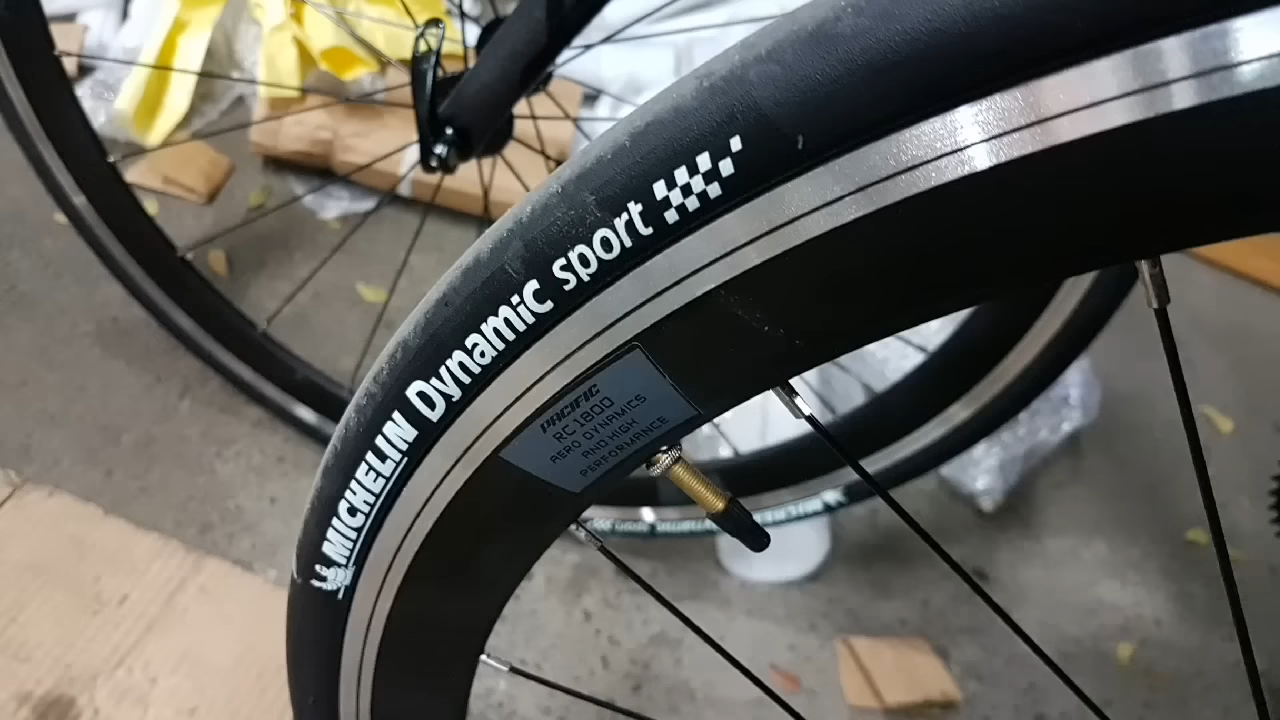 MICHELIN Dynamic sport
PACIFIC
RC1800
AERO DYNAMICS
AND HIGH
PERFORMANCE